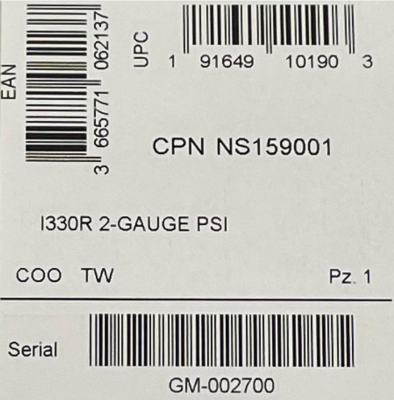 EAN
3 665771 062137
UPC
1 91649 10190 3
CPN NS159001
I330R 2-GAUGE PSI
COO TW
Pz. 1
Serial
GM-002700